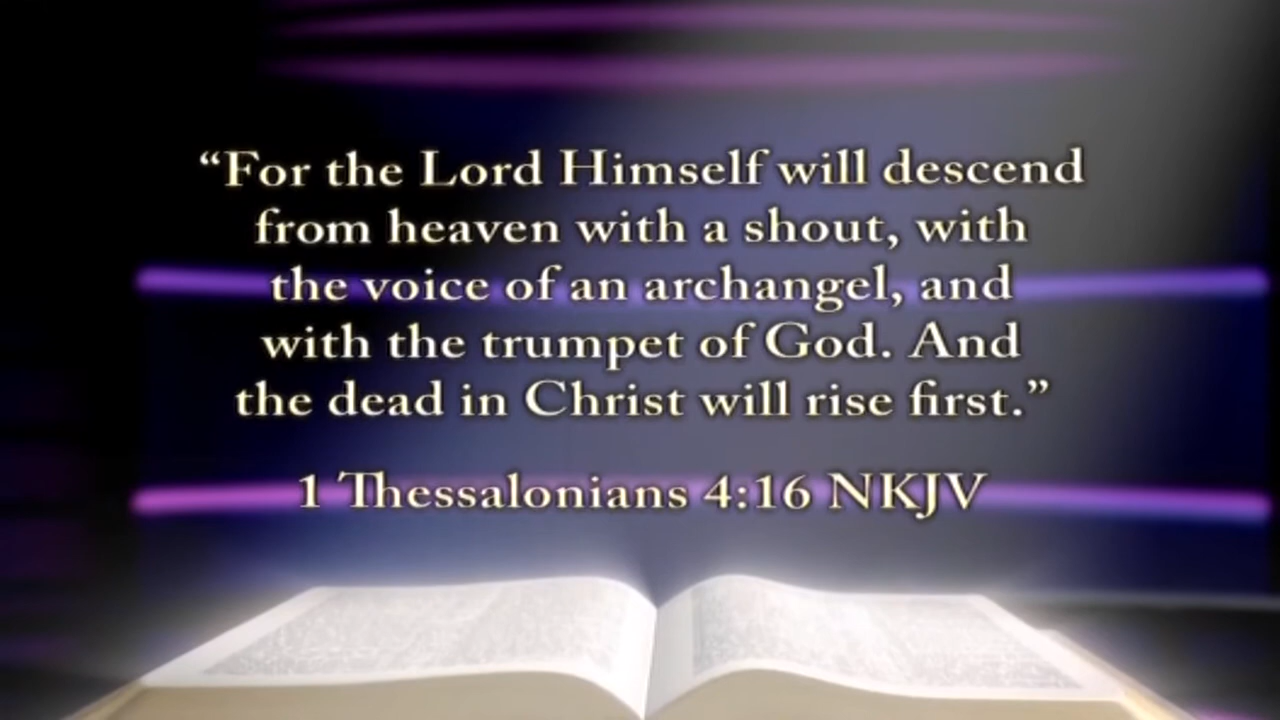 “For the Lord Himself will descend
from heaven with a shout, with
the voice of an archangel, and
with the trumpet of God. And
the dead in Christ will rise first.”
1 Thessalonians 4:16 NKJV